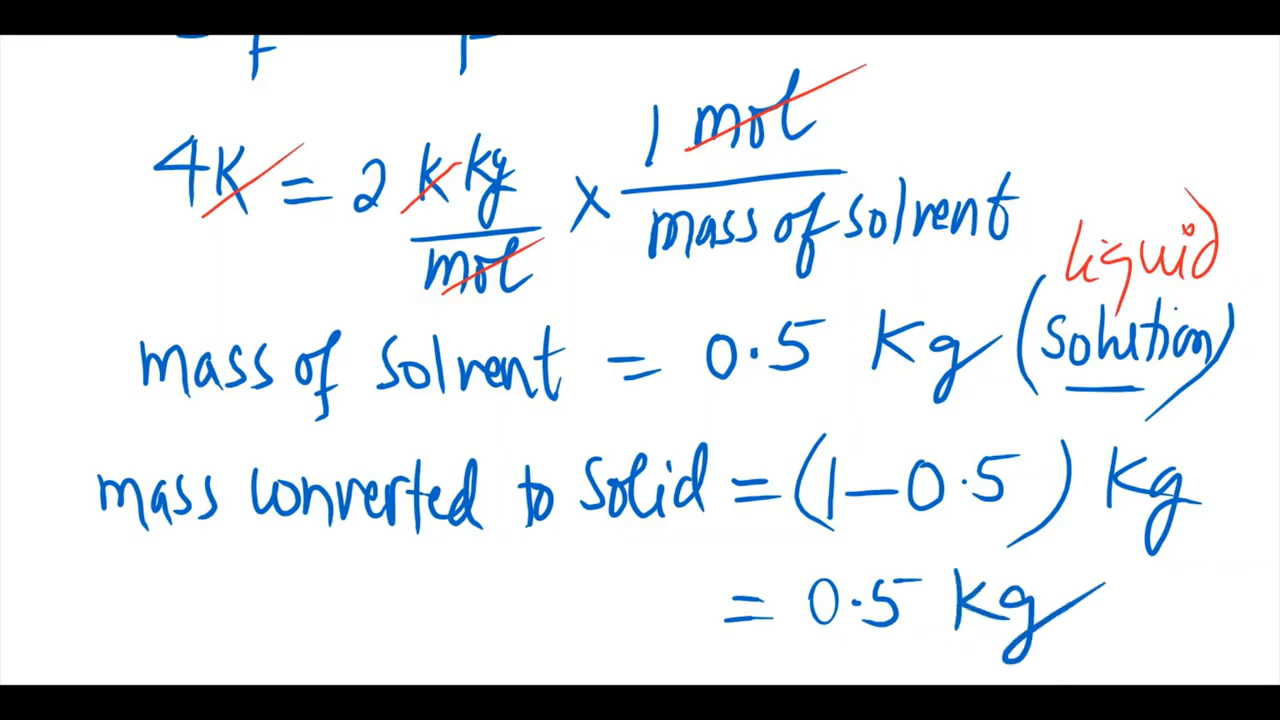 4K = 2 K kg / mol × 1 mol / mass of solvent
mass of solvent = 0.5 Kg (solution)
liquid
mass converted to solid = (1-0.5) Kg
= 0.5 Kg